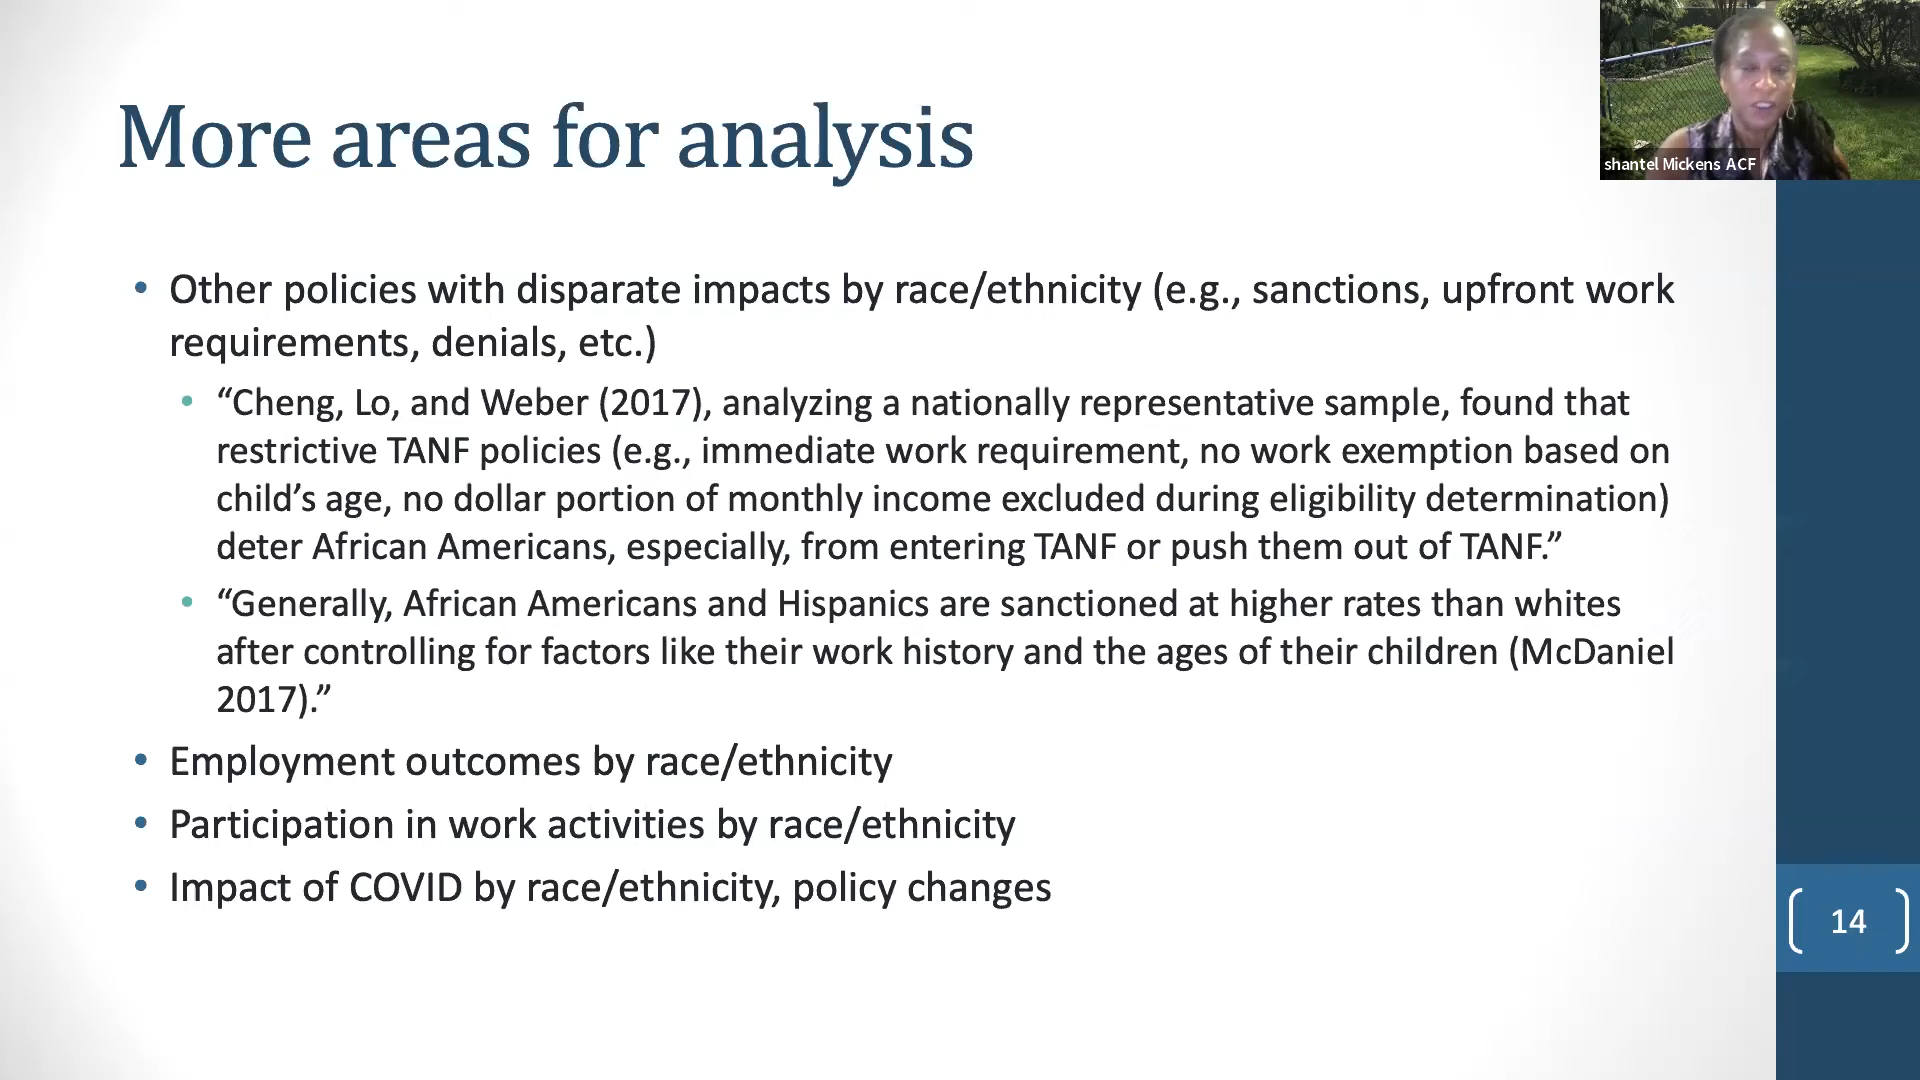 More areas for analysis
shantel Mickens ACF
• Other policies with disparate impacts by race/ethnicity (e.g., sanctions, upfront work
requirements, denials, etc.)
• “Cheng, Lo, and Weber (2017), analyzing a nationally representative sample, found that
restrictive TANF policies (e.g., immediate work requirement, no work exemption based on
child’s age, no dollar portion of monthly income excluded during eligibility determination)
deter African Americans, especially, from entering TANF or push them out of TANF.”
• “Generally, African Americans and Hispanics are sanctioned at higher rates than whites
after controlling for factors like their work history and the ages of their children (McDaniel
2017).”
• Employment outcomes by race/ethnicity
• Participation in work activities by race/ethnicity
• Impact of COVID by race/ethnicity, policy changes
14